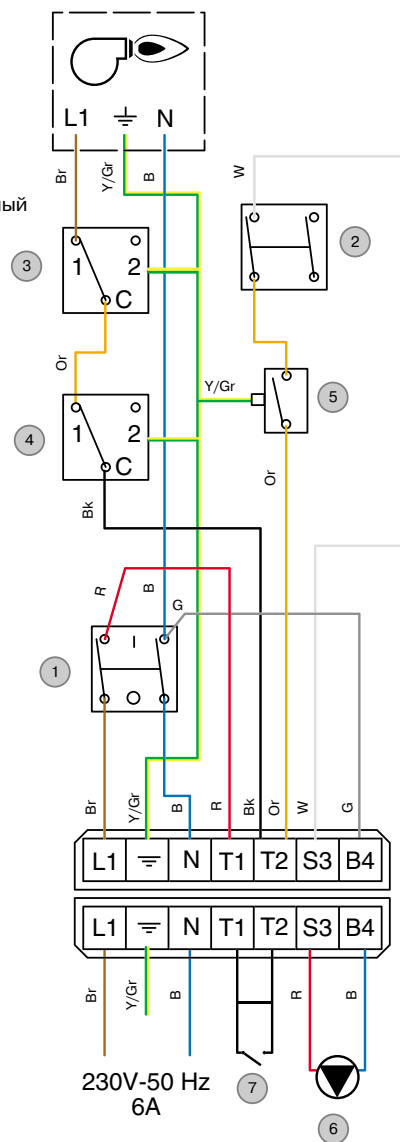 L1 N
Br
Y/Gr
B
W
ный
3
1 2
C
2
Or
Y/Gr
5
4
1 2
C
Bk
Or
R
B
G
I
1
Br
Y/Gr
B
R
Bk
Or
W
G
L1 N T1 T2 S3 B4
L1 N T1 T2 S3 B4
Br
Y/Gr
B
R
B
230V-50 Hz
6A
7
6